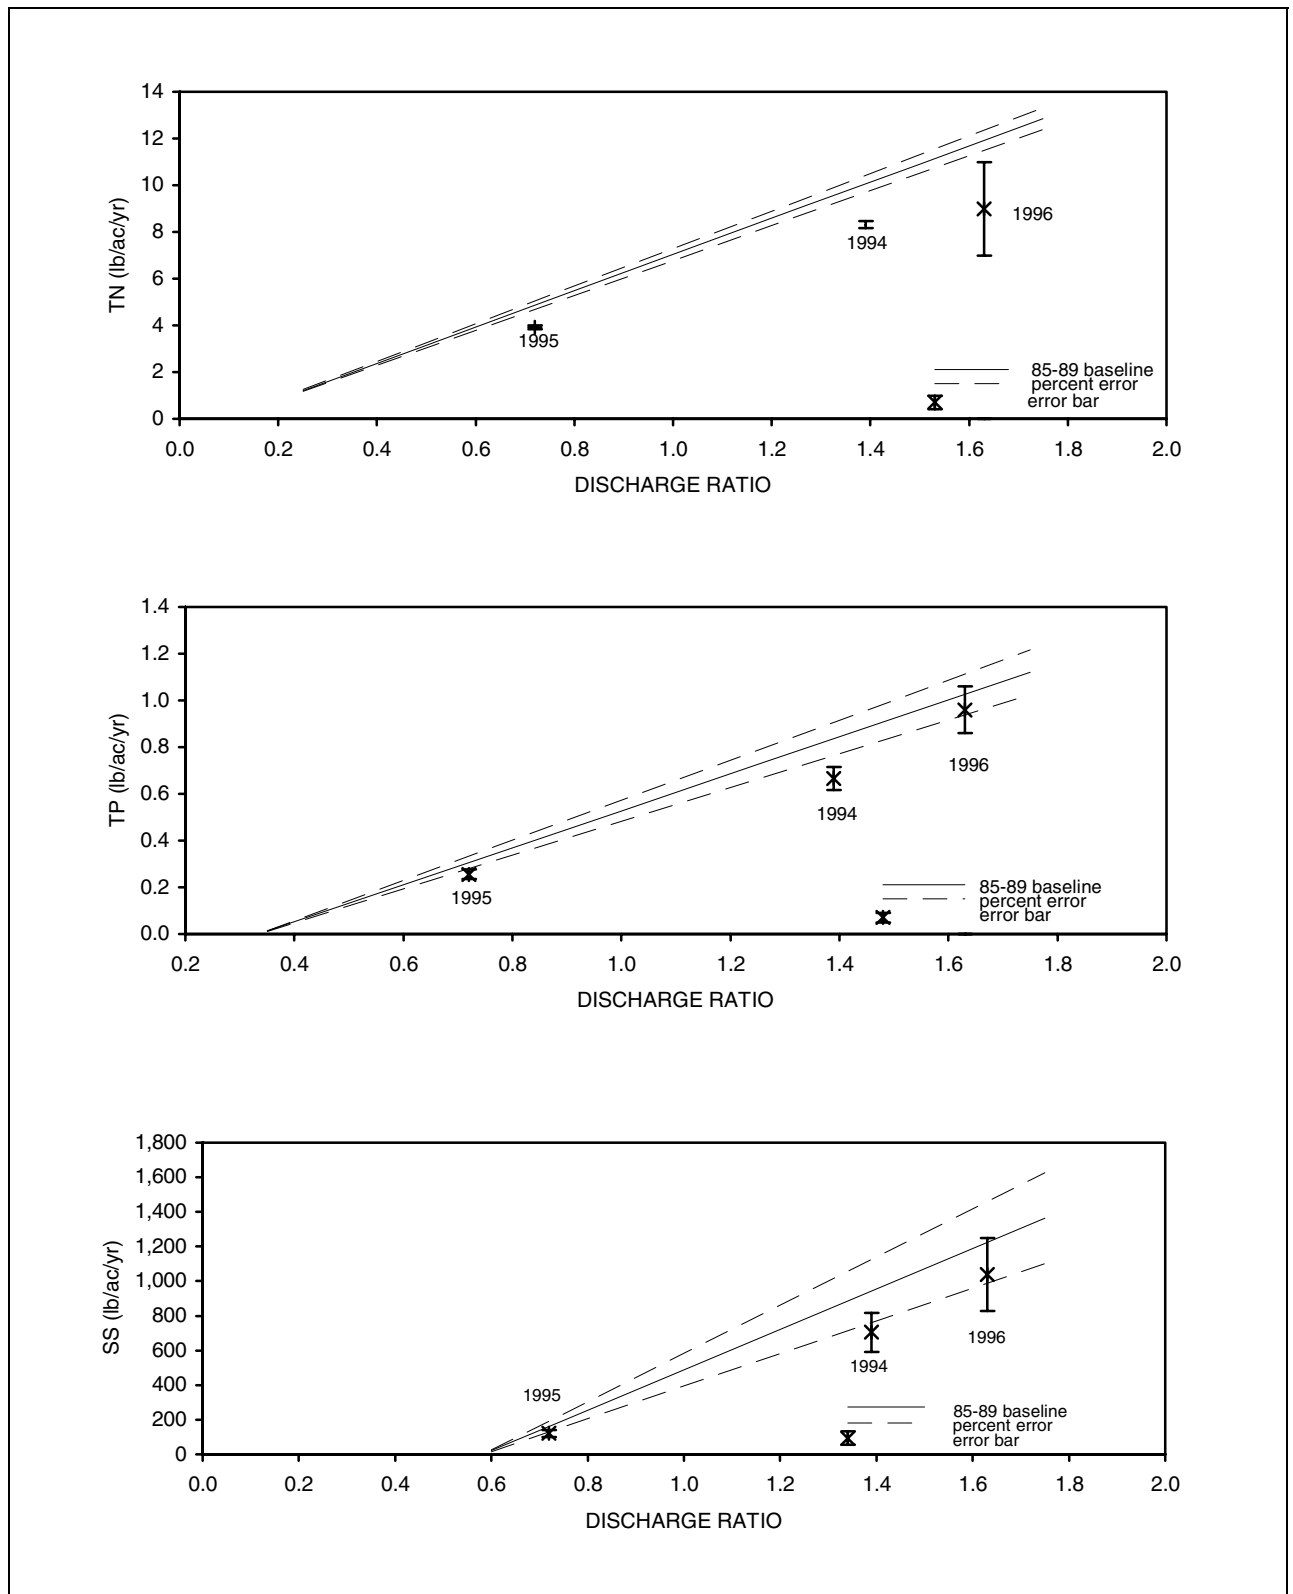 14
12
10
8
6
4
2
0
TN (lb/ac/yr)
1996
1994
1995
85-89 baseline
percent error
error bar
0.0 0.2 0.4 0.6 0.8 1.0 1.2 1.4 1.6 1.8 2.0
DISCHARGE RATIO
1.4
1.2
1.0
0.8
0.6
0.4
0.2
0.0
TP (lb/ac/yr)
1996
1994
1995
85-89 baseline
percent error
error bar
0.2 0.4 0.6 0.8 1.0 1.2 1.4 1.6 1.8 2.0
DISCHARGE RATIO
1,800
1,600
1,400
1,200
1,000
800
600
400
200
0
SS (lb/ac/yr)
1996
1994
1995
85-89 baseline
percent error
error bar
0.0 0.2 0.4 0.6 0.8 1.0 1.2 1.4 1.6 1.8 2.0
DISCHARGE RATIO